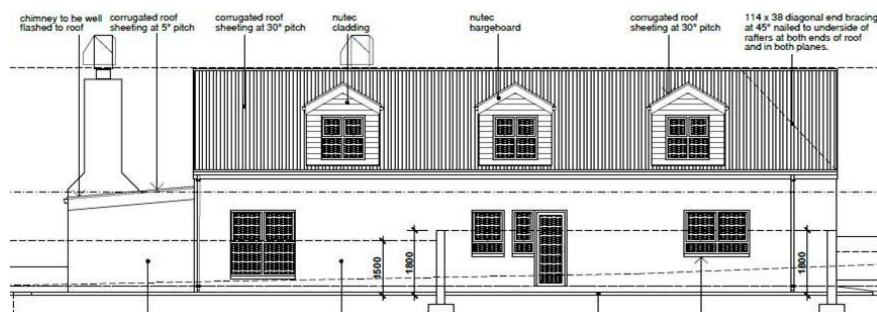 chimney to be well
flashed to roof
corrugated roof
sheeting at 5° pitch
corrugated roof
sheeting at 30° pitch
nutec
cladding
nutec
bargeboard
corrugated roof
sheeting at 30° pitch
114 x 38 diagonal end bracing
at 45° nailed to underside of
rafters at both ends of roof
and in both planes.
1500
1800
1800